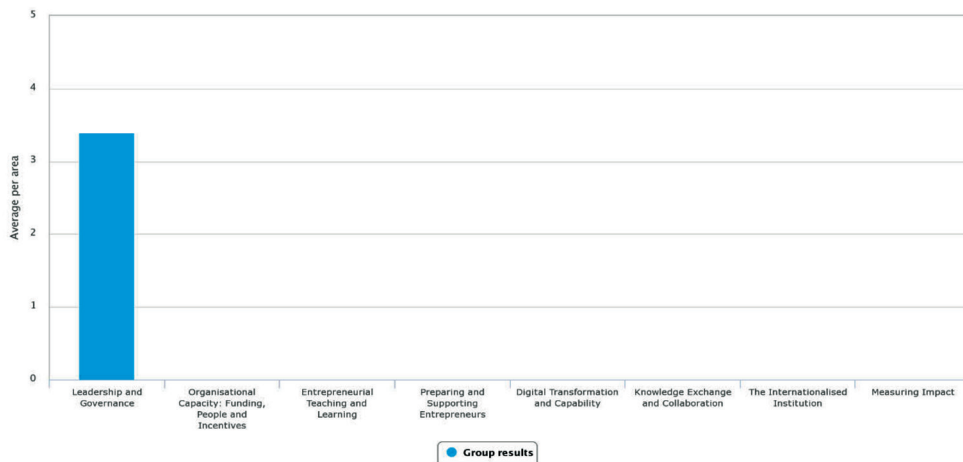 5
4
3
2
1
0
Average per area
Leadership and
Governance
Organisational
Capacity: Funding,
People and
Incentives
Entrepreneurial
Teaching and
Learning
Preparing and
Supporting
Entrepreneurs
Digital Transformation
and Capability
Knowledge Exchange
and Collaboration
The Internationalised
Institution
Measuring Impact
Group results